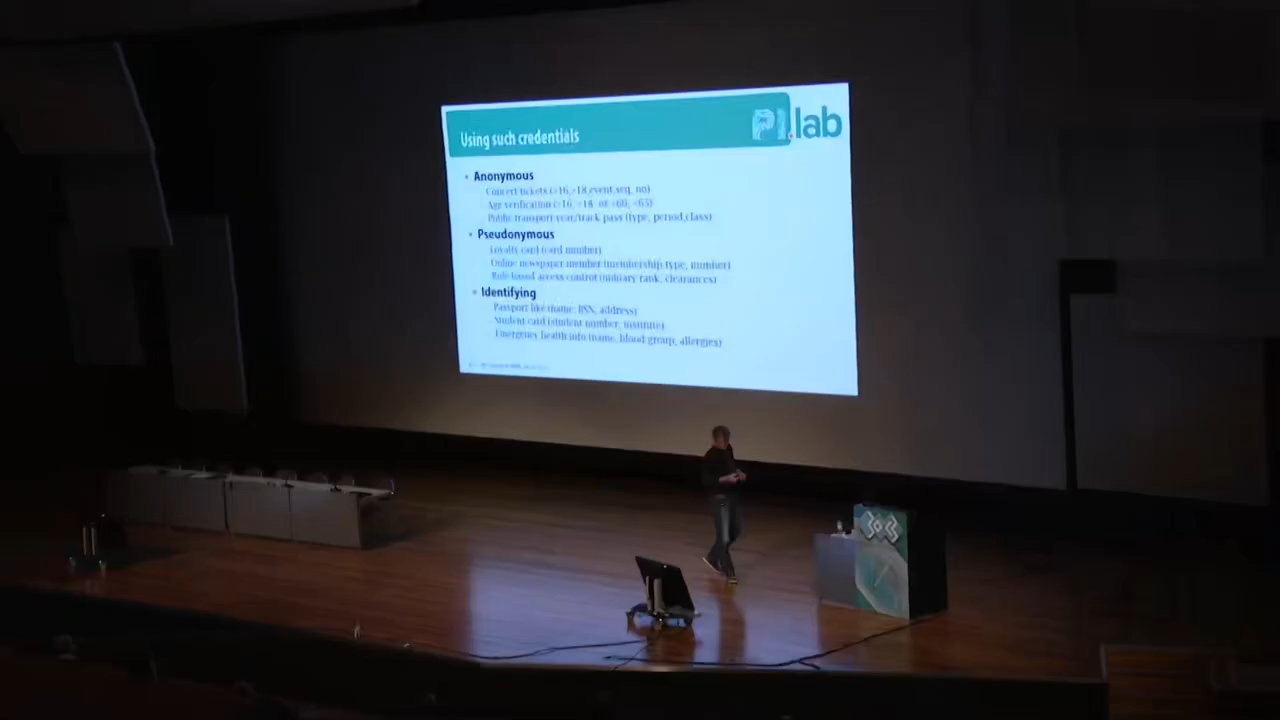 Using such credentials
PI.lab
Anonymous
Concert tickets (>16,>18,event,seq, no)
Age verification (>16, >18 or <60, <65)
Public transport year/track pass (type, period,class)
Pseudonymous
Loyalty card (card number)
Online newspaper member (membership type, number)
Role based access control (military rank, clearances)
Identifying
Passport like (name, BSN, address)
Student card (student number, institute)
Emergency health info (name, blood group, allergies)
30C3